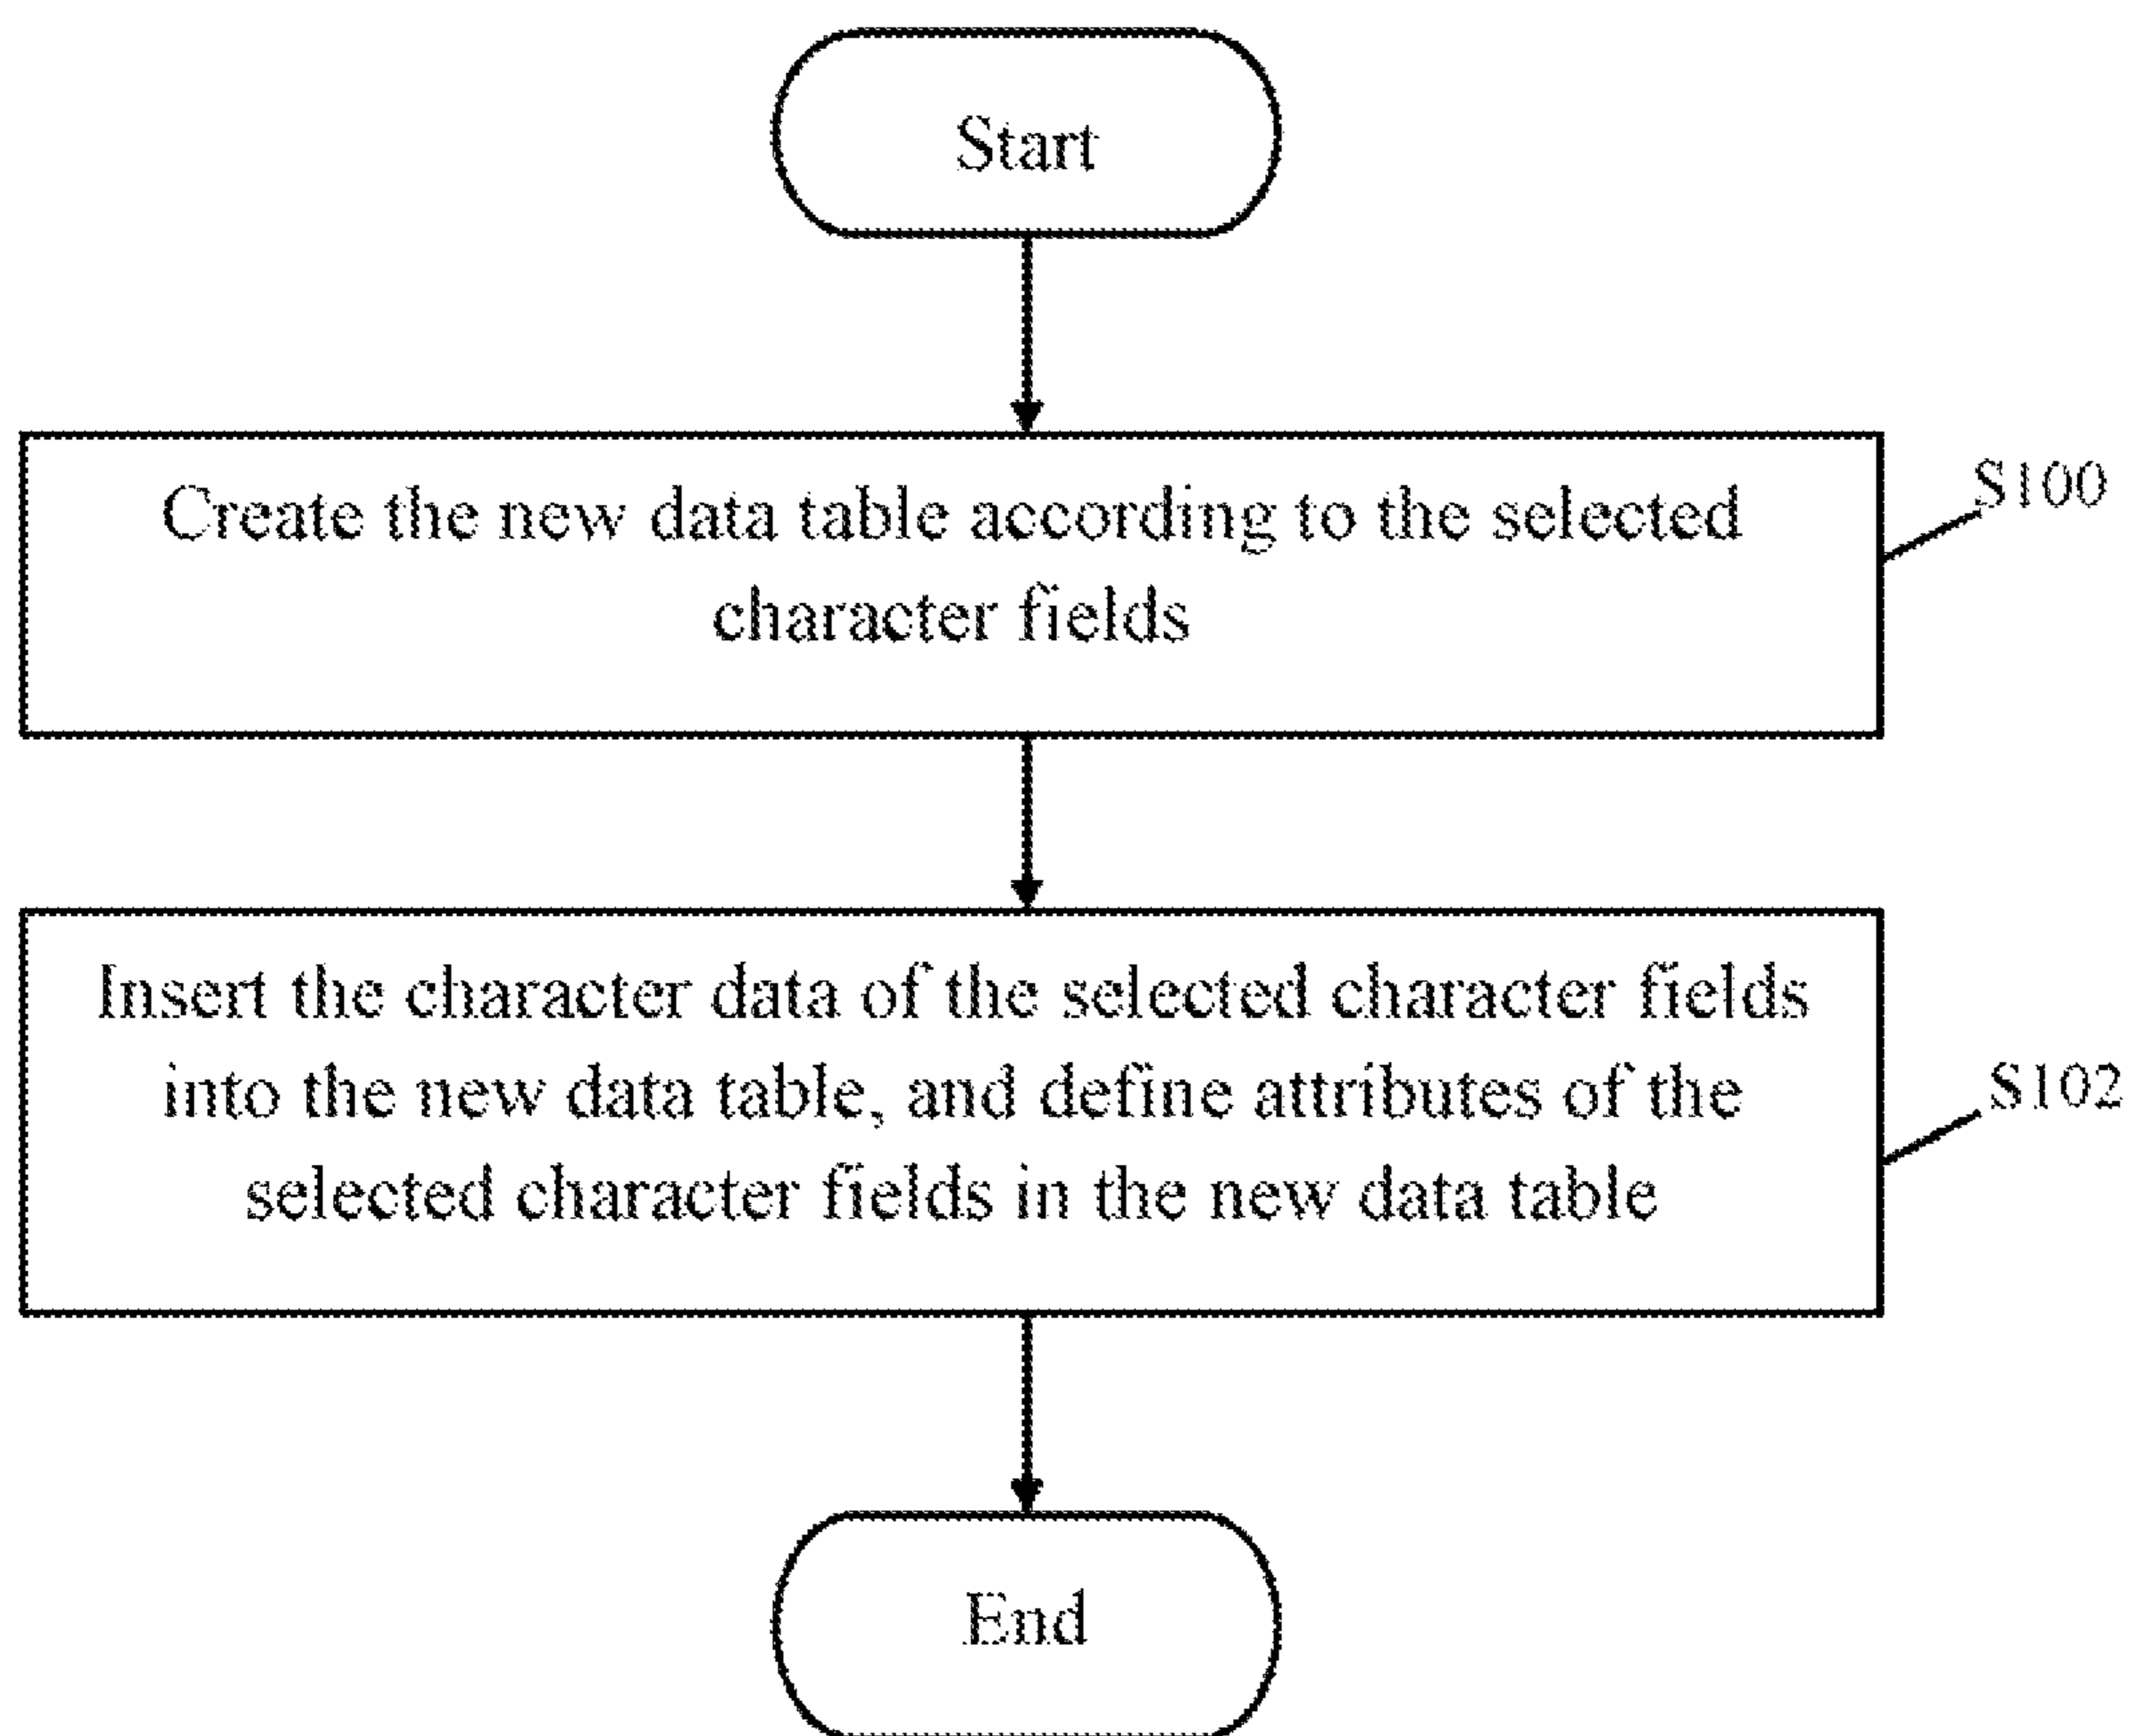 Start
Create the new data table according to the selected
character fields
S100
Insert the character data of the selected character fields
into the new data table, and define attributes of the
selected character fields in the new data table
S102
End